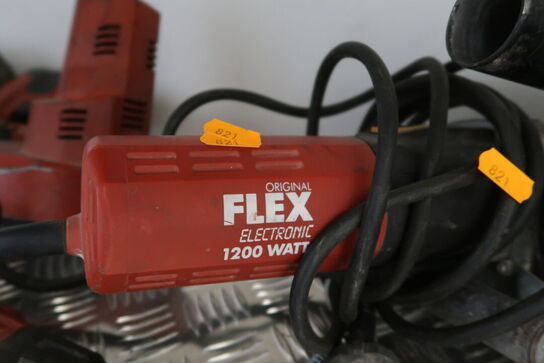 821
821
821
ORIGINAL
FLEX
ELECTRONIC
1200 WATT